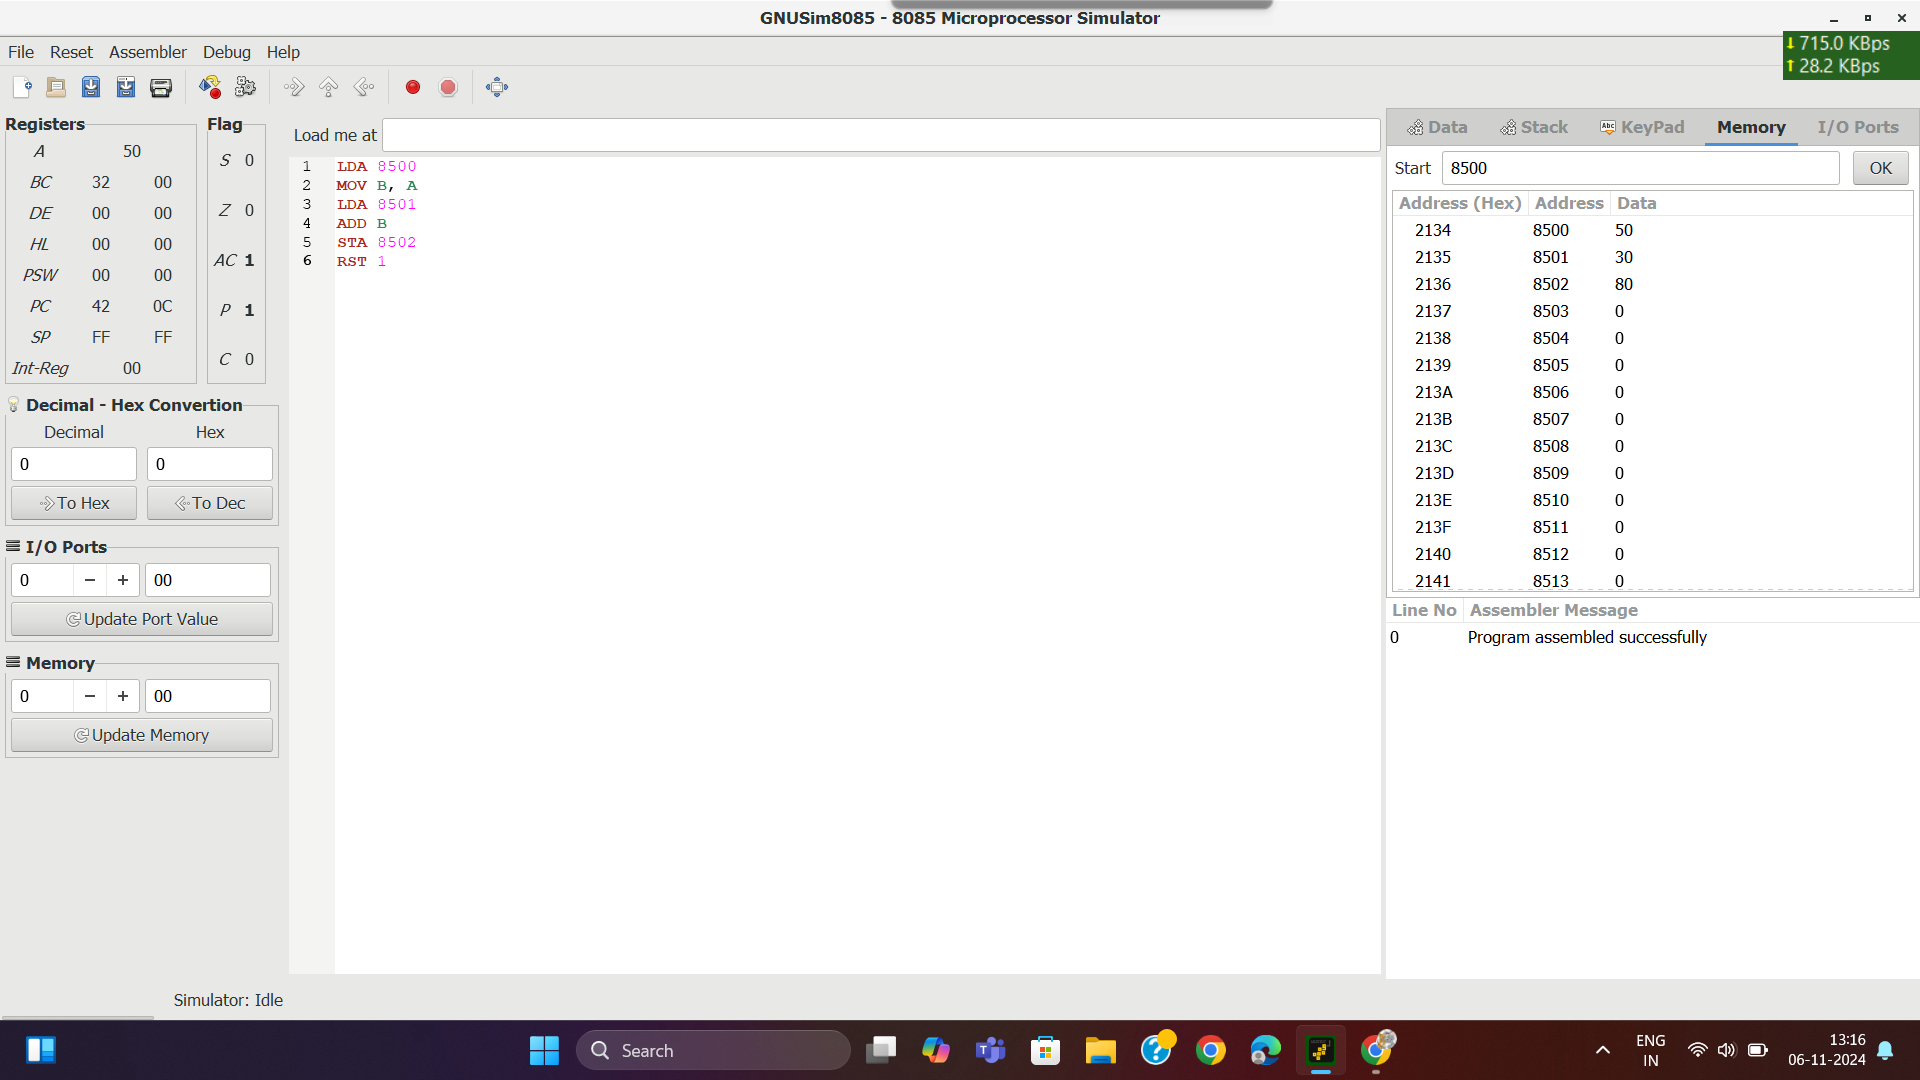 GNUSim8085 - 8085 Microprocessor Simulator
File Reset Assembler Debug Help
715.0 KBps
28.2 KBps
Registers
A 50
BC 32 00
DE 00 00
HL 00 00
PSW 00 00
PC 42 0C
SP FF FF
Int-Reg 00
Flag
S 0
Z 0
AC 1
P 1
C 0
Decimal - Hex Convertion
Decimal Hex
0 0
To Hex To Dec
I/O Ports
0 − + 00
Update Port Value
Memory
0 − + 00
Update Memory
Load me at
1 LDA 8500
2 MOV B, A
3 LDA 8501
4 ADD B
5 STA 8502
6 RST 1
Data Stack Abc KeyPad Memory I/O Ports
Start 8500 OK
Address (Hex) Address Data
2134 8500 50
2135 8501 30
2136 8502 80
2137 8503 0
2138 8504 0
2139 8505 0
213A 8506 0
213B 8507 0
213C 8508 0
213D 8509 0
213E 8510 0
213F 8511 0
2140 8512 0
2141 8513 0
Line No Assembler Message
0 Program assembled successfully
Simulator: Idle
Search
ENG
IN
13:16
06-11-2024